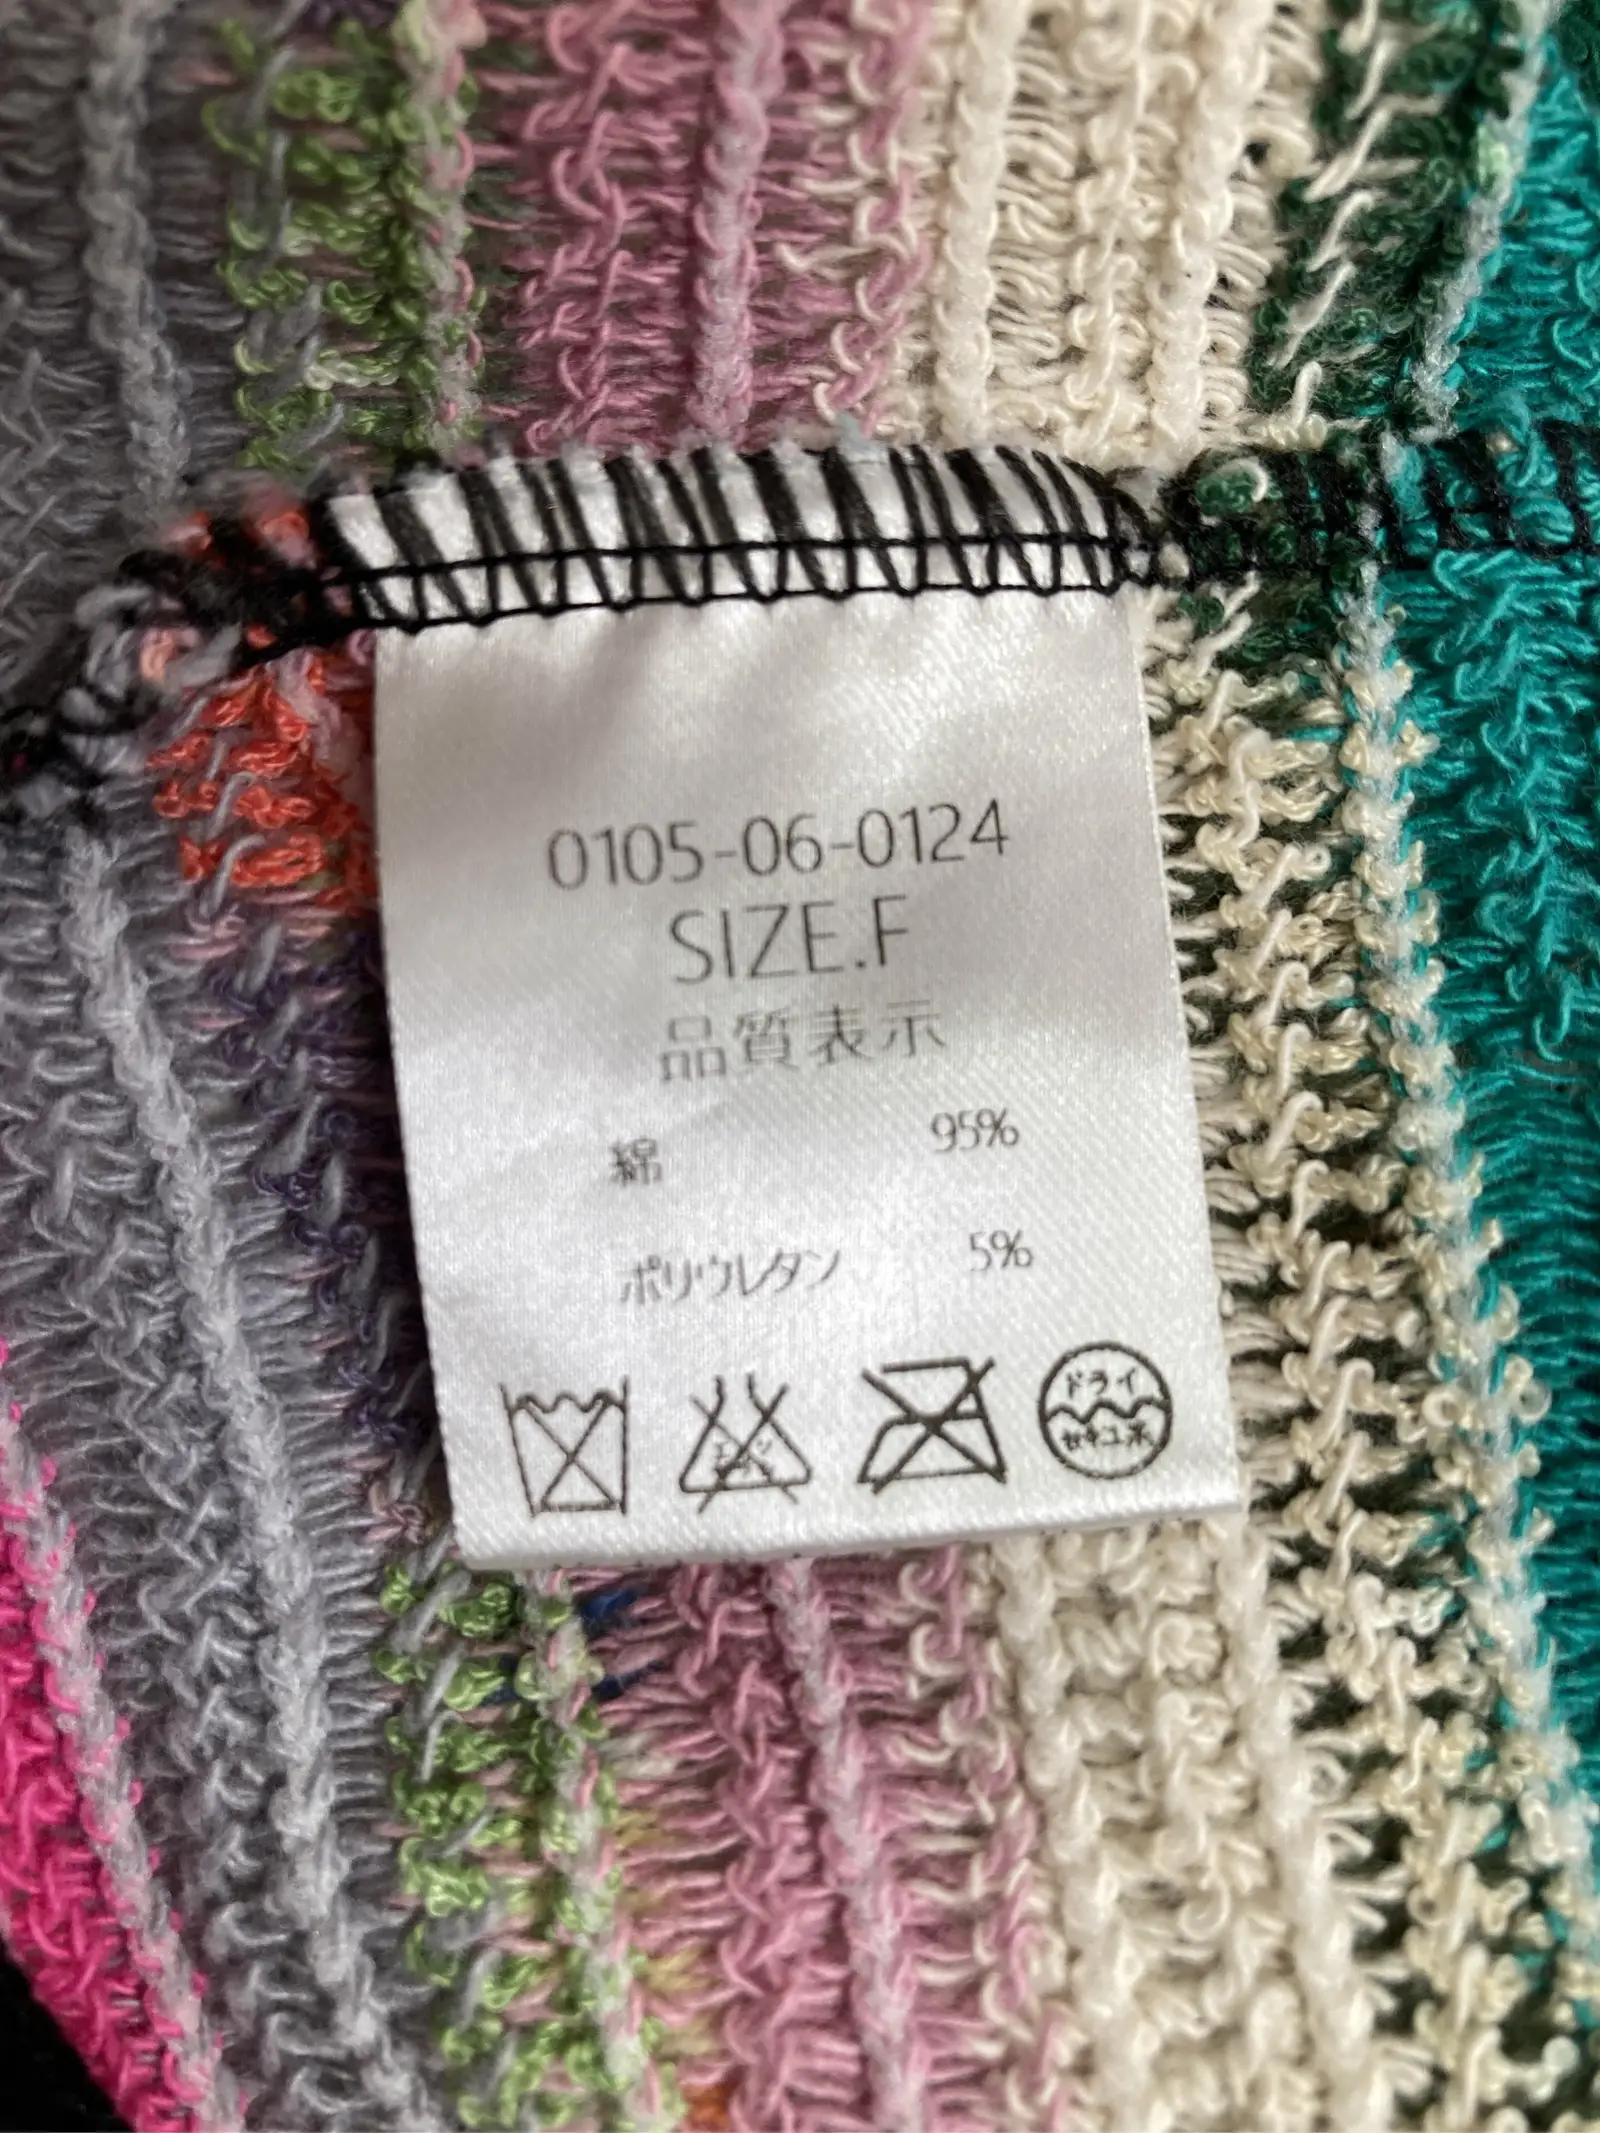 0105-06-0124
SIZE.F
品質表示
綿 95%
ポリウレタン 5%
エンソ
ドライ
セキユ系